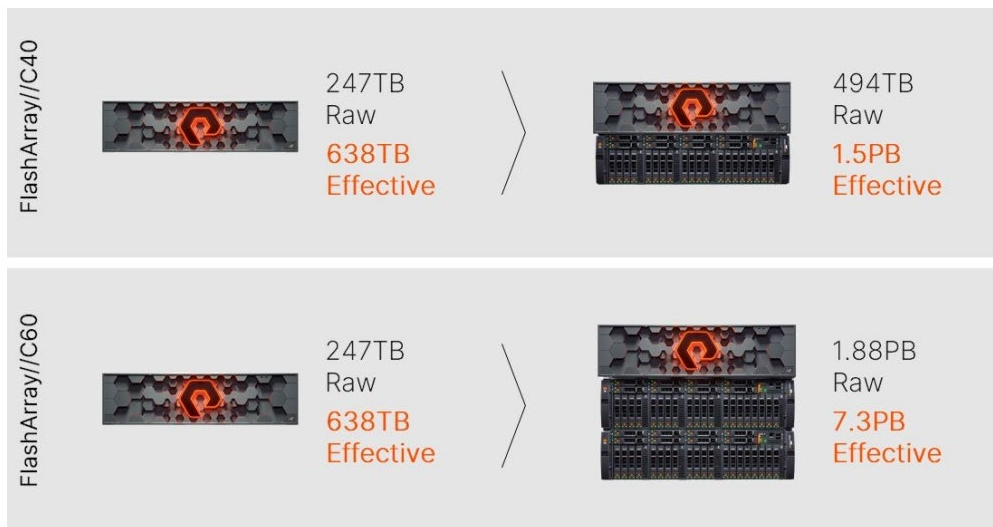 FlashArray//C40
247TB
Raw
638TB
Effective
494TB
Raw
1.5PB
Effective
FlashArray//C60
247TB
Raw
638TB
Effective
1.88PB
Raw
7.3PB
Effective